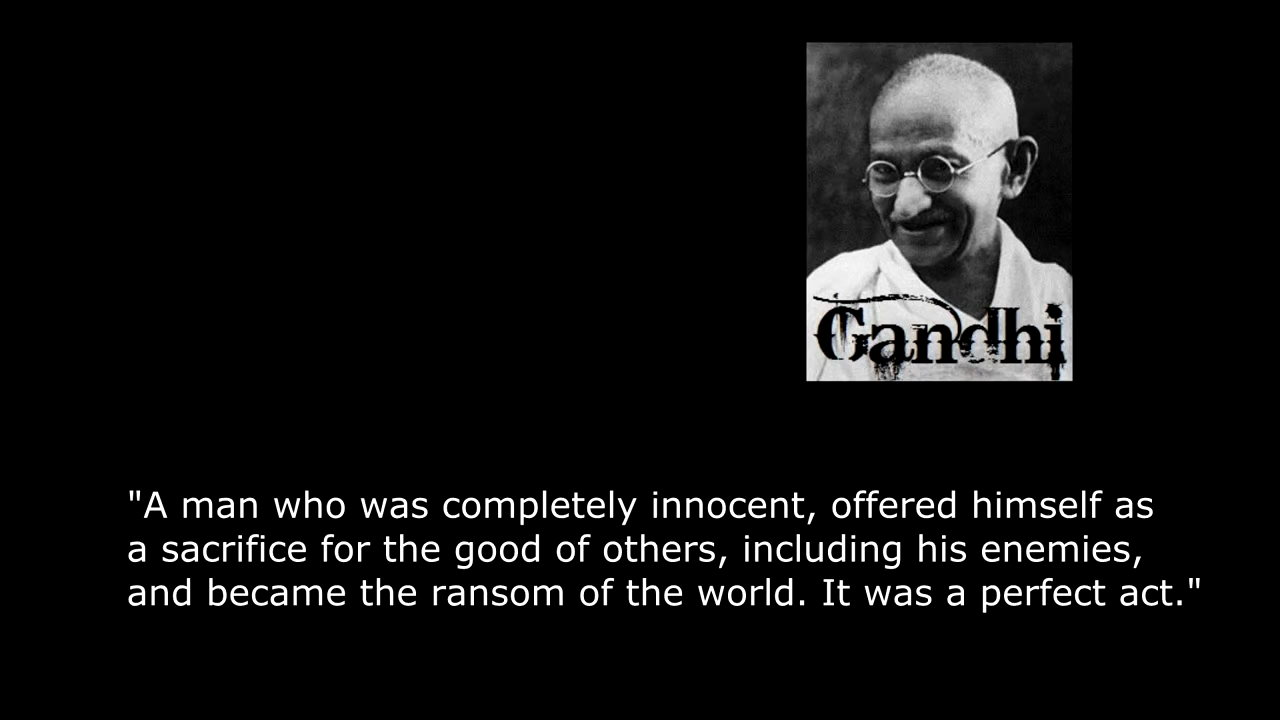 Gandhi
"A man who was completely innocent, offered himself as
a sacrifice for the good of others, including his enemies,
and became the ransom of the world. It was a perfect act."